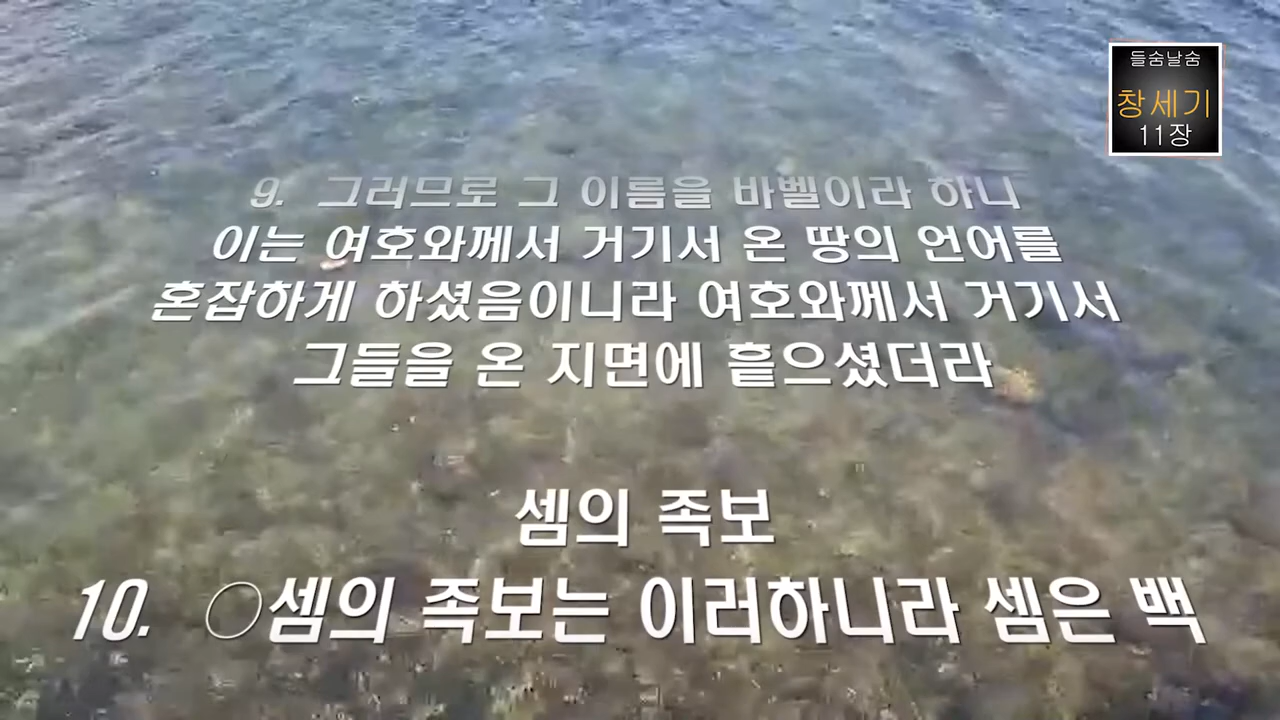 들숨날숨
창세기
11장
9. 그러므로 그 이름을 바벨이라 하니
이는 여호와께서 거기서 온 땅의 언어를
혼잡하게 하셨음이니라 여호와께서 거기서
그들을 온 지면에 흩으셨더라
셈의 족보
10. ○셈의 족보는 이러하니라 셈은 백